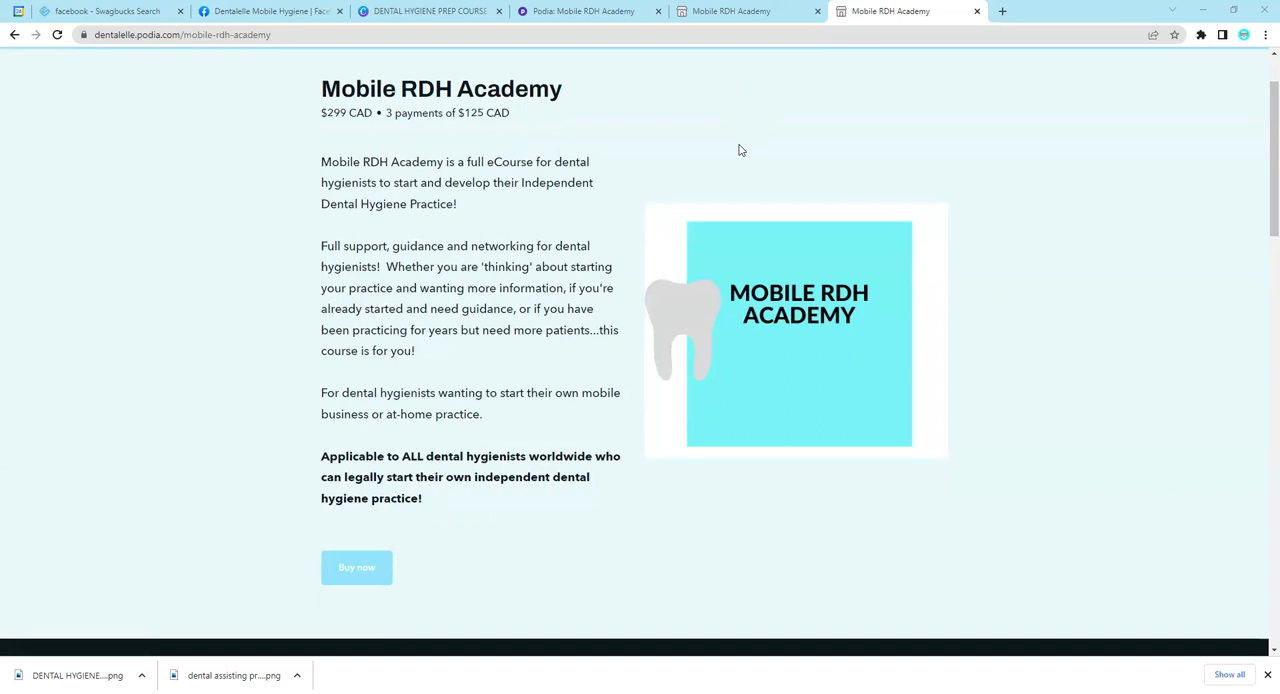 facebook - Swagbucks Search
Dentalelle Mobile Hygiene | Face
DENTAL HYGIENE PREP COURSE
Podia: Mobile RDH Academy
Mobile RDH Academy
Mobile RDH Academy
dentalelle.podia.com/mobile-rdh-academy
Mobile RDH Academy
$299 CAD • 3 payments of $125 CAD
Mobile RDH Academy is a full eCourse for dental
hygienists to start and develop their Independent
Dental Hygiene Practice!
Full support, guidance and networking for dental
hygienists! Whether you are 'thinking' about starting
your practice and wanting more information, if you're
already started and need guidance, or if you have
been practicing for years but need more patients...this
course is for you!
For dental hygienists wanting to start their own mobile
business or at-home practice.
Applicable to ALL dental hygienists worldwide who
can legally start their own independent dental
hygiene practice!
Buy now
MOBILE RDH
ACADEMY
DENTAL HYGIENE....png
dental assisting pr....png
Show all